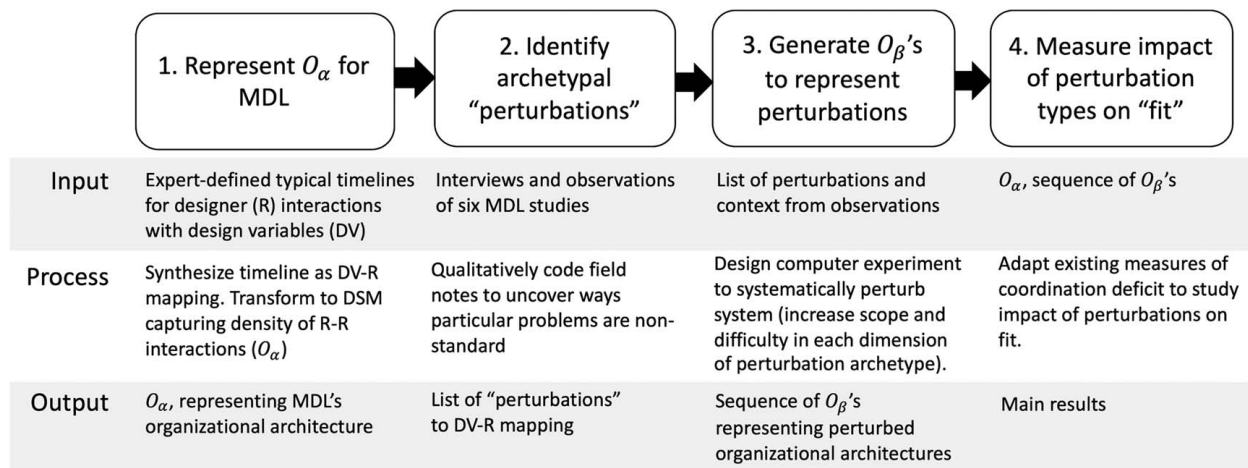 1. Represent Oα for
MDL
2. Identify
archetypal
“perturbations”
3. Generate Oβ’s
to represent
perturbations
4. Measure impact
of perturbation
types on “fit”
Input
Expert-defined typical timelines
for designer (R) interactions
with design variables (DV)
Interviews and observations
of six MDL studies
List of perturbations and
context from observations
Oα, sequence of Oβ’s
Process
Synthesize timeline as DV-R
mapping. Transform to DSM
capturing density of R-R
interactions (Oα)
Qualitatively code field
notes to uncover ways
particular problems are non-
standard
Design computer experiment
to systematically perturb
system (increase scope and
difficulty in each dimension
of perturbation archetype).
Adapt existing measures of
coordination deficit to study
impact of perturbations on
fit.
Output
Oα, representing MDL’s
organizational architecture
List of “perturbations”
to DV-R mapping
Sequence of Oβ’s
representing perturbed
organizational architectures
Main results